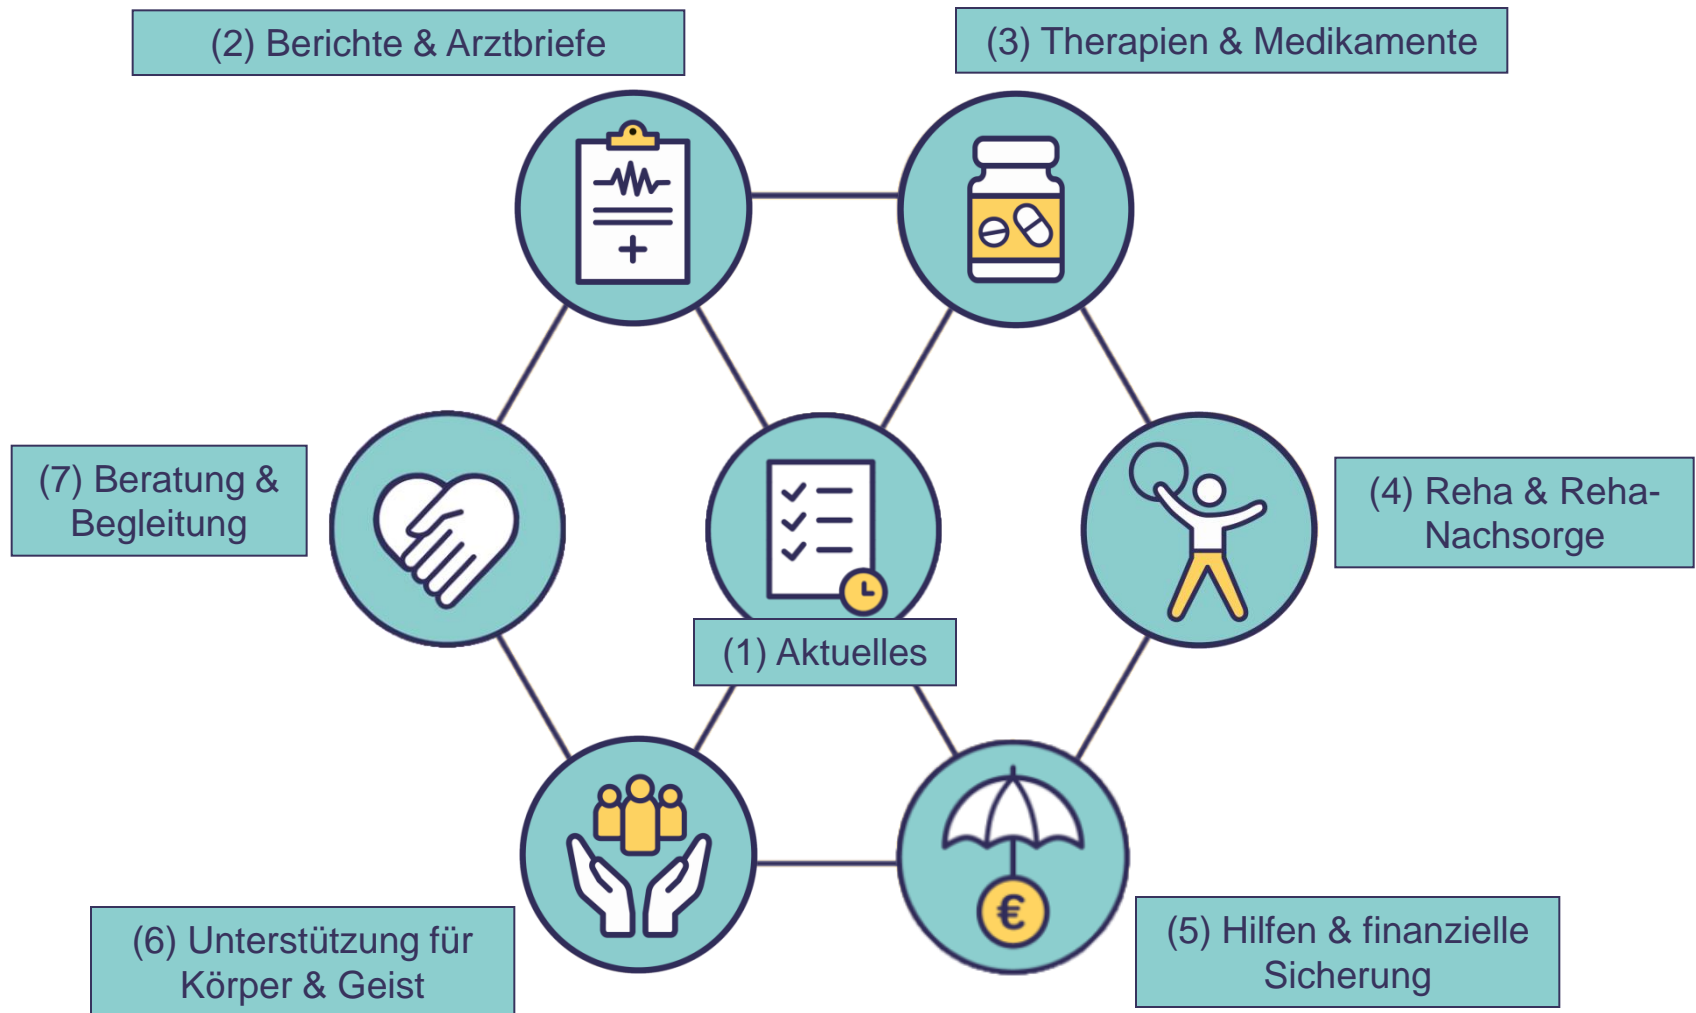 (2) Berichte & Arztbriefe
(3) Therapien & Medikamente
(7) Beratung &
Begleitung
(4) Reha & Reha-
Nachsorge
(1) Aktuelles
€
(6) Unterstützung für
Körper & Geist
(5) Hilfen & finanzielle
Sicherung